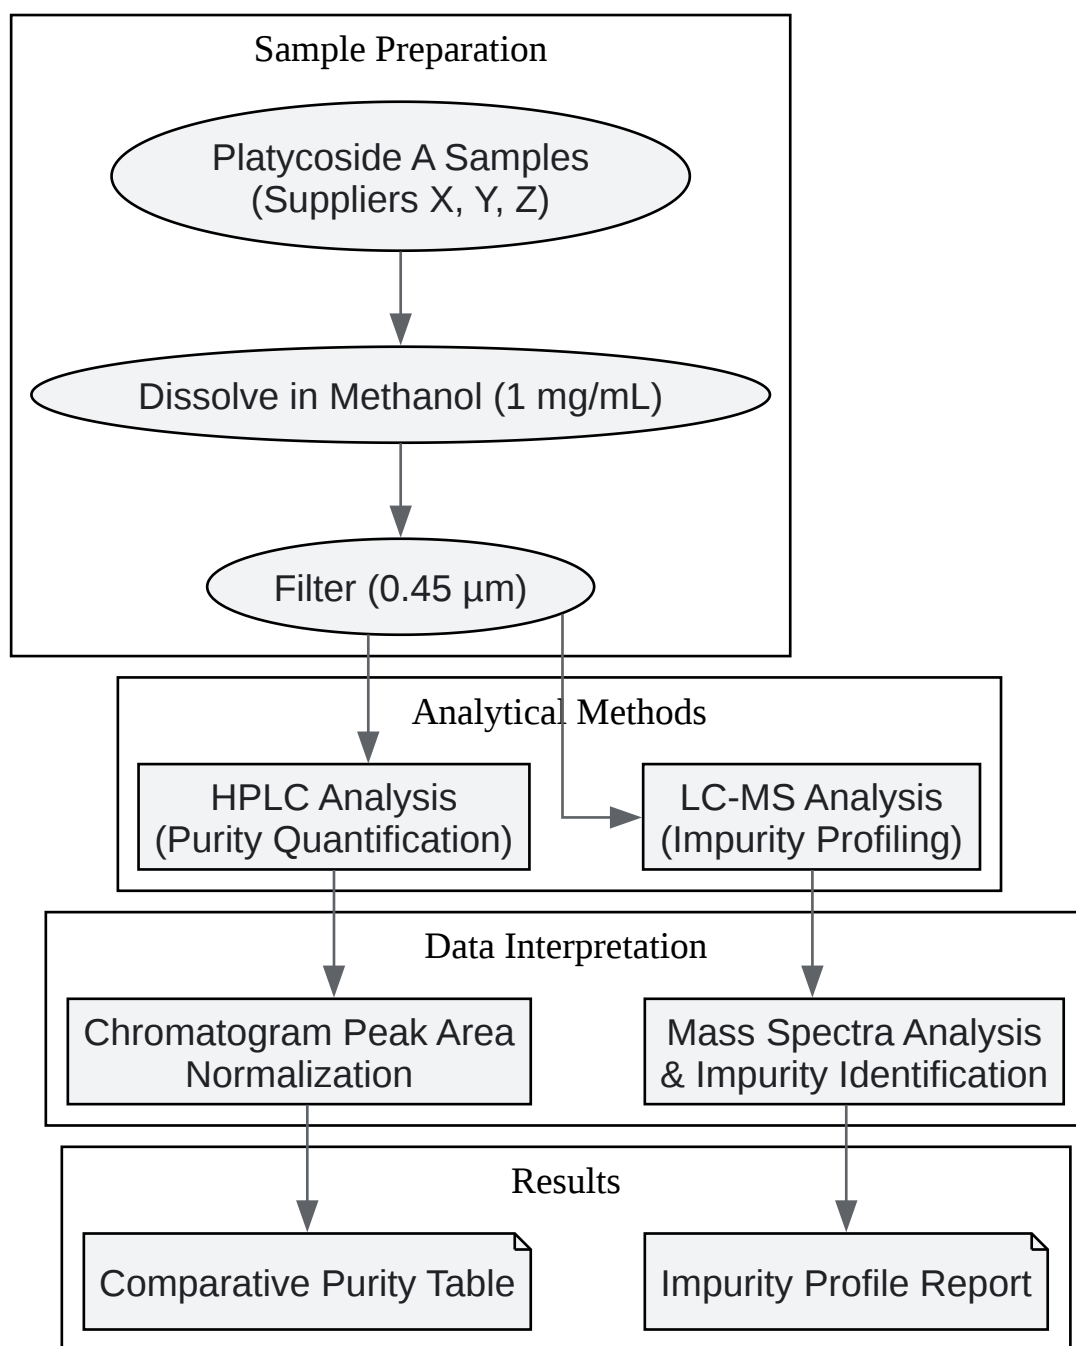 Sample Preparation
Platycoside A Samples
(Suppliers X, Y, Z)
Dissolve in Methanol (1 mg/mL)
Filter (0.45 µm)
Analytical Methods
HPLC Analysis
(Purity Quantification)
LC-MS Analysis
(Impurity Profiling)
Data Interpretation
Chromatogram Peak Area
Normalization
Mass Spectra Analysis
& Impurity Identification
Results
Comparative Purity Table
Impurity Profile Report